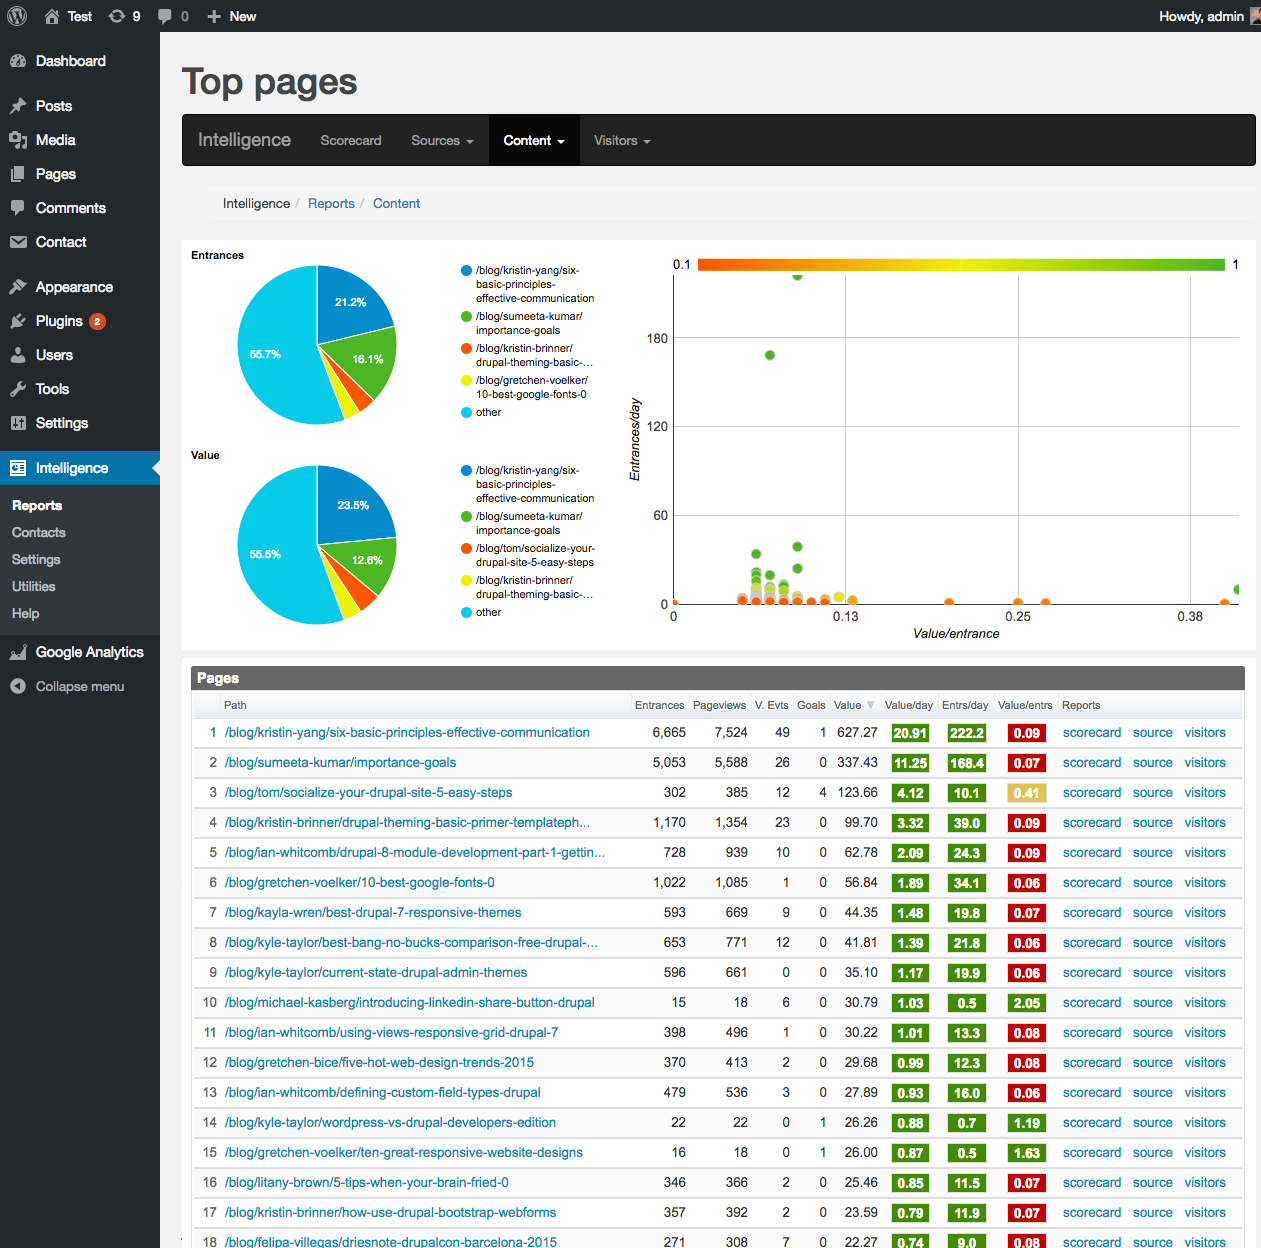 Test 9 0 New Howdy, admin
Dashboard
Posts
Media
Pages
Comments
Contact
Appearance
Plugins 2
Users
Tools
Settings
Intelligence
Reports
Contacts
Settings
Utilities
Help
Google Analytics
Collapse menu
Top pages
Intelligence Scorecard Sources Content Visitors
Intelligence / Reports / Content
Entrances
21.2%
16.1%
55.7%
/blog/kristin-yang/six-
basic-principles-
effective-communication
/blog/sumeeta-kumar/
importance-goals
/blog/kristin-brinner/
drupal-theming-basic-...
/blog/gretchen-voelker/
10-best-google-fonts-0
other
Value
23.5%
12.6%
55.5%
/blog/kristin-yang/six-
basic-principles-
effective-communication
/blog/sumeeta-kumar/
importance-goals
/blog/tom/socialize-your-
drupal-site-5-easy-steps
/blog/kristin-brinner/
drupal-theming-basic-...
other
0.1 1
Entrances/day
180
120
60
0
0 0.13 0.25 0.38
Value/entrance
Pages
Path Entrances Pageviews V. Evts Goals Value Value/day Entrs/day Value/entrs Reports
1 /blog/kristin-yang/six-basic-principles-effective-communication 6,665 7,524 49 1 627.27 20.91 222.2 0.09 scorecard source visitors
2 /blog/sumeeta-kumar/importance-goals 5,053 5,588 26 0 337.43 11.25 168.4 0.07 scorecard source visitors
3 /blog/tom/socialize-your-drupal-site-5-easy-steps 302 385 12 4 123.66 4.12 10.1 0.41 scorecard source visitors
4 /blog/kristin-brinner/drupal-theming-basic-primer-templateph... 1,170 1,354 23 0 99.70 3.32 39.0 0.09 scorecard source visitors
5 /blog/ian-whitcomb/drupal-8-module-development-part-1-gettin... 728 939 10 0 62.78 2.09 24.3 0.09 scorecard source visitors
6 /blog/gretchen-voelker/10-best-google-fonts-0 1,022 1,085 1 0 56.84 1.89 34.1 0.06 scorecard source visitors
7 /blog/kayla-wren/best-drupal-7-responsive-themes 593 669 9 0 44.35 1.48 19.8 0.07 scorecard source visitors
8 /blog/kyle-taylor/best-bang-no-bucks-comparison-free-drupal-... 653 771 12 0 41.81 1.39 21.8 0.06 scorecard source visitors
9 /blog/kyle-taylor/current-state-drupal-admin-themes 596 661 0 0 35.10 1.17 19.9 0.06 scorecard source visitors
10 /blog/michael-kasberg/introducing-linkedin-share-button-drupal 15 18 6 0 30.79 1.03 0.5 2.05 scorecard source visitors
11 /blog/ian-whitcomb/using-views-responsive-grid-drupal-7 398 496 1 0 30.22 1.01 13.3 0.08 scorecard source visitors
12 /blog/gretchen-bice/five-hot-web-design-trends-2015 370 413 2 0 29.68 0.99 12.3 0.08 scorecard source visitors
13 /blog/ian-whitcomb/defining-custom-field-types-drupal 479 536 3 0 27.89 0.93 16.0 0.06 scorecard source visitors
14 /blog/kyle-taylor/wordpress-vs-drupal-developers-edition 22 22 0 1 26.26 0.88 0.7 1.19 scorecard source visitors
15 /blog/gretchen-voelker/ten-great-responsive-website-designs 16 18 0 1 26.00 0.87 0.5 1.63 scorecard source visitors
16 /blog/litany-brown/5-tips-when-your-brain-fried-0 346 366 2 0 25.46 0.85 11.5 0.07 scorecard source visitors
17 /blog/kristin-brinner/how-use-drupal-bootstrap-webforms 357 392 2 0 23.59 0.79 11.9 0.07 scorecard source visitors
18 /blog/felipa-villegas/driesnote-drupalcon-barcelona-2015 271 308 7 0 22.27 0.74 9.0 0.08 scorecard source visitors